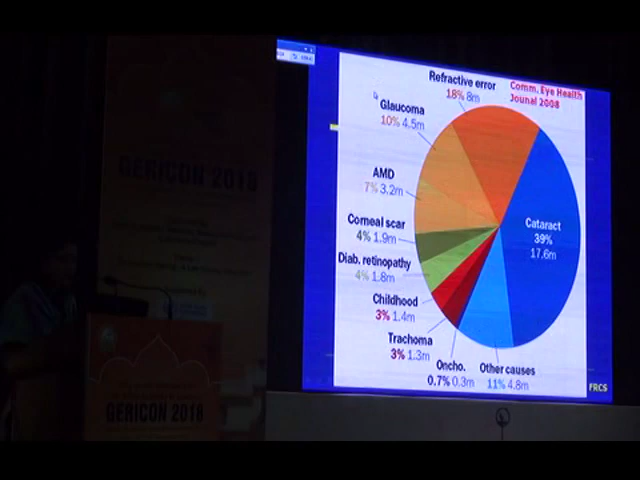 Refractive error
18% 8m
Comm. Eye Health
Jounal 2008
Glaucoma
10% 4.5m
AMD
7% 3.2m
Corneal scar
4% 1.9m
Diab. retinopathy
4% 1.8m
Childhood
3% 1.4m
Trachoma
3% 1.3m
Oncho.
0.7% 0.3m
Other causes
11% 4.8m
Cataract
39%
17.6m
FRCS
GERICON 2018
GERICON 2018